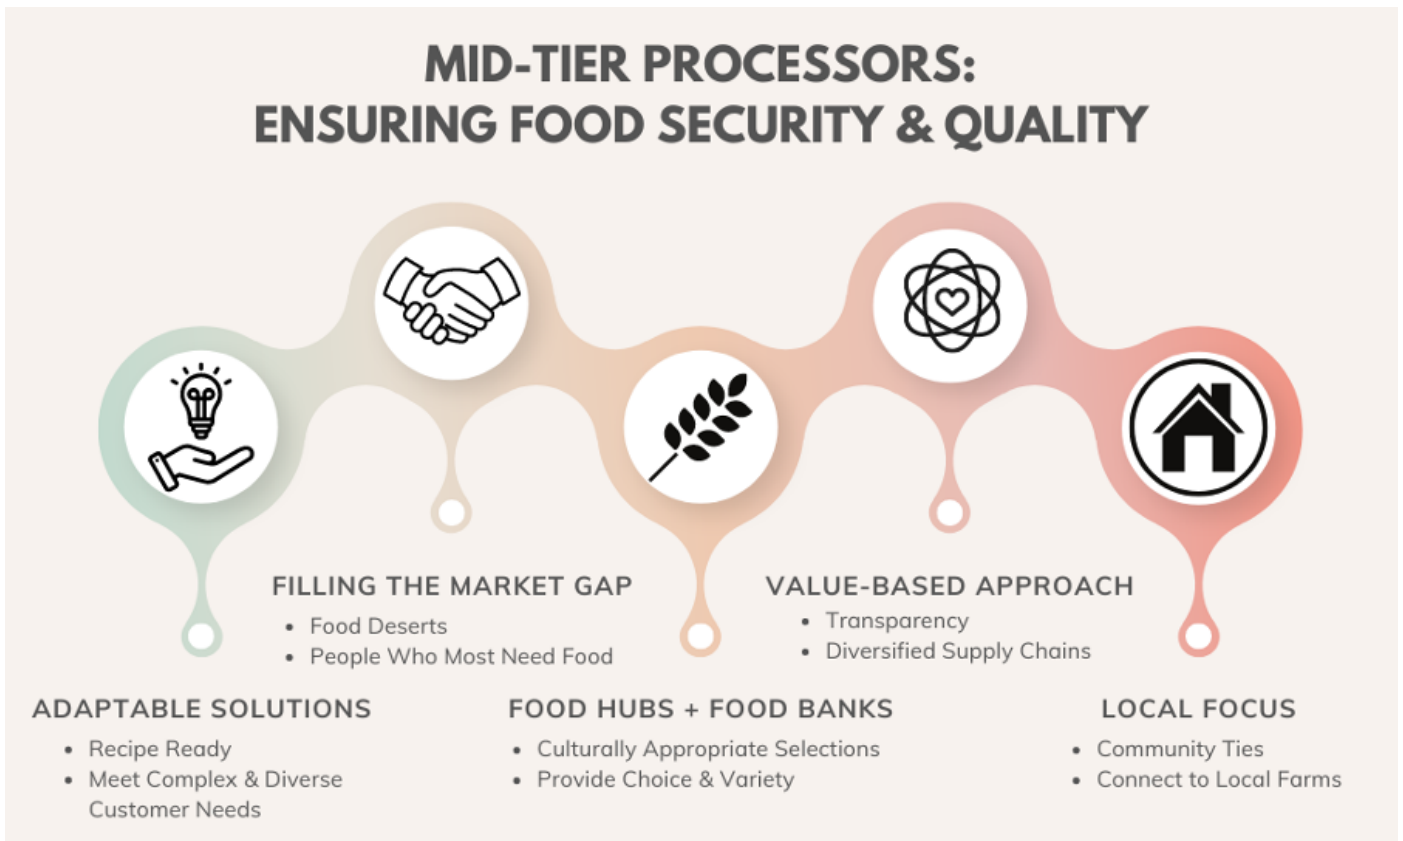 MID-TIER PROCESSORS:
ENSURING FOOD SECURITY & QUALITY
ADAPTABLE SOLUTIONS
• Recipe Ready
• Meet Complex & Diverse
Customer Needs
FILLING THE MARKET GAP
• Food Deserts
• People Who Most Need Food
FOOD HUBS + FOOD BANKS
• Culturally Appropriate Selections
• Provide Choice & Variety
VALUE-BASED APPROACH
• Transparency
• Diversified Supply Chains
LOCAL FOCUS
• Community Ties
• Connect to Local Farms